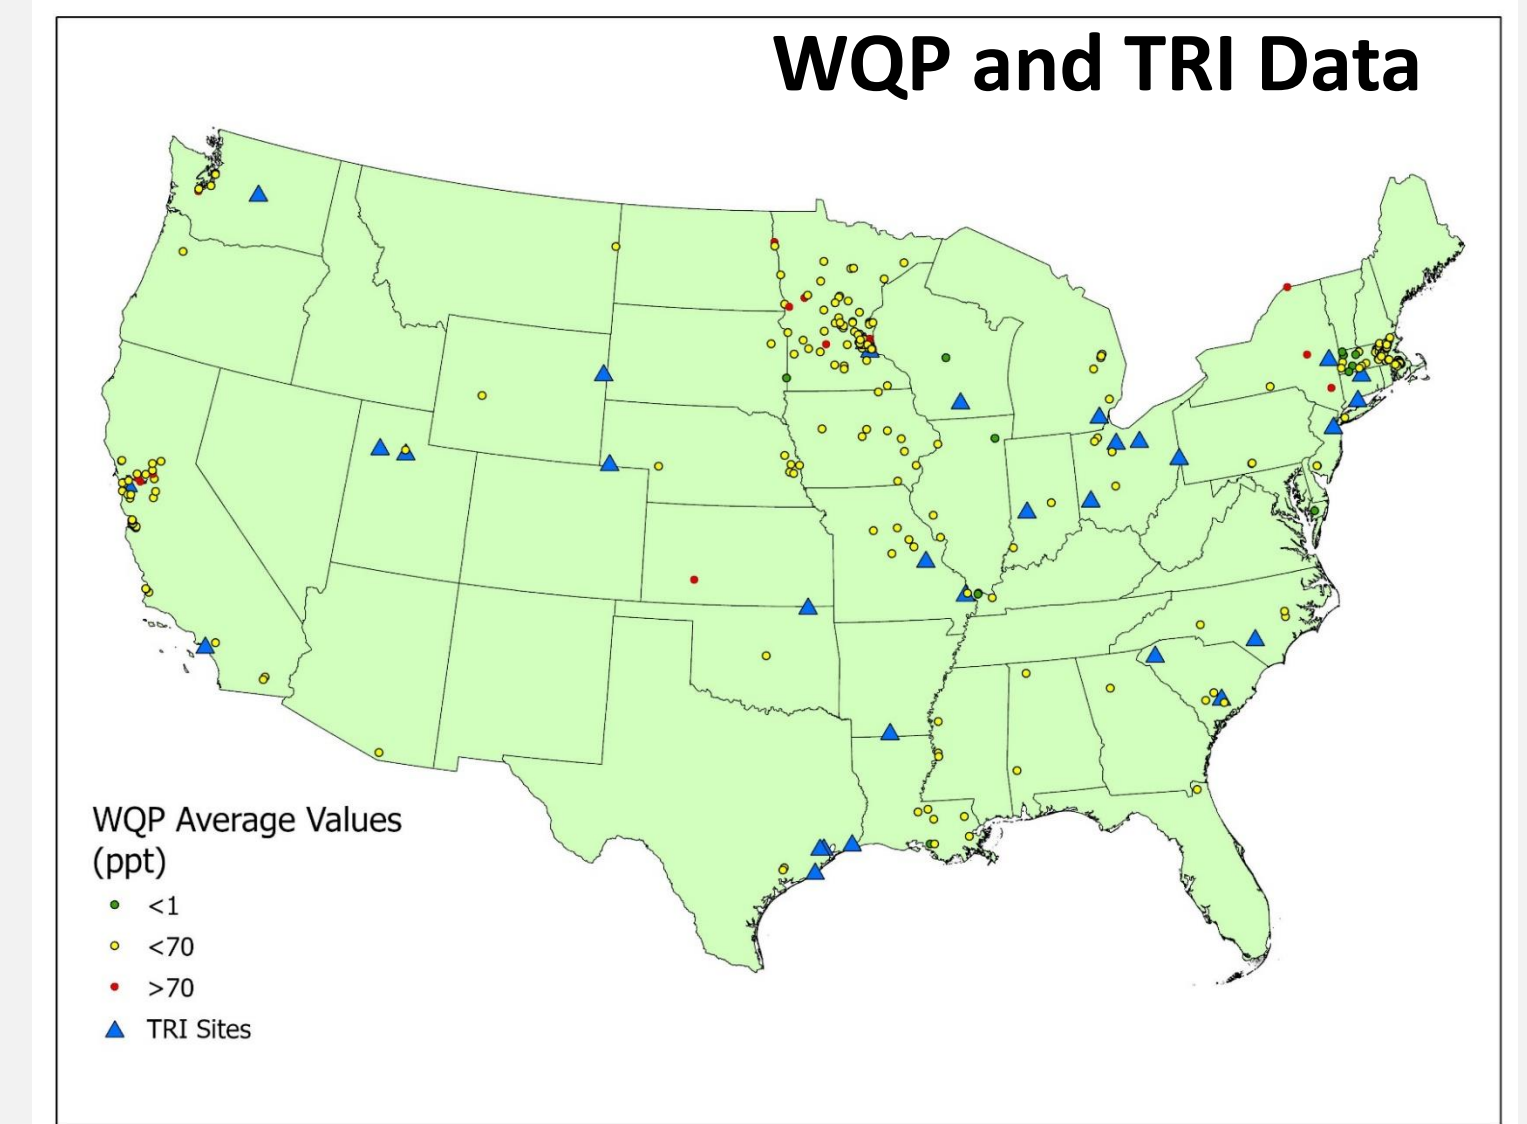 WQP and TRI Data
WQP Average Values
(ppt)
<1
<70
>70
TRI Sites